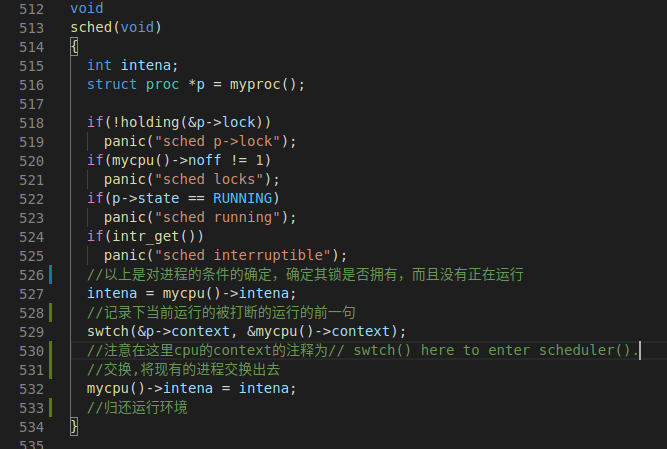 512 void
513 sched(void)
514 {
515   int intena;
516   struct proc *p = myproc();
517
518   if(!holding(&p->lock))
519     panic("sched p->lock");
520   if(mycpu()->noff != 1)
521     panic("sched locks");
522   if(p->state == RUNNING)
523     panic("sched running");
524   if(intr_get())
525     panic("sched interruptible");
526   //以上是对进程的条件的确定，确定其锁是否拥有，而且没有正在运行
527   intena = mycpu()->intena;
528   //记录下当前运行的被打断的运行的前一句
529   swtch(&p->context, &mycpu()->context);
530   //注意在这里cpu的context的注释为// swtch() here to enter scheduler().
531   //交换,将现有的进程交换出去
532   mycpu()->intena = intena;
533   //归还运行环境
534 }
535